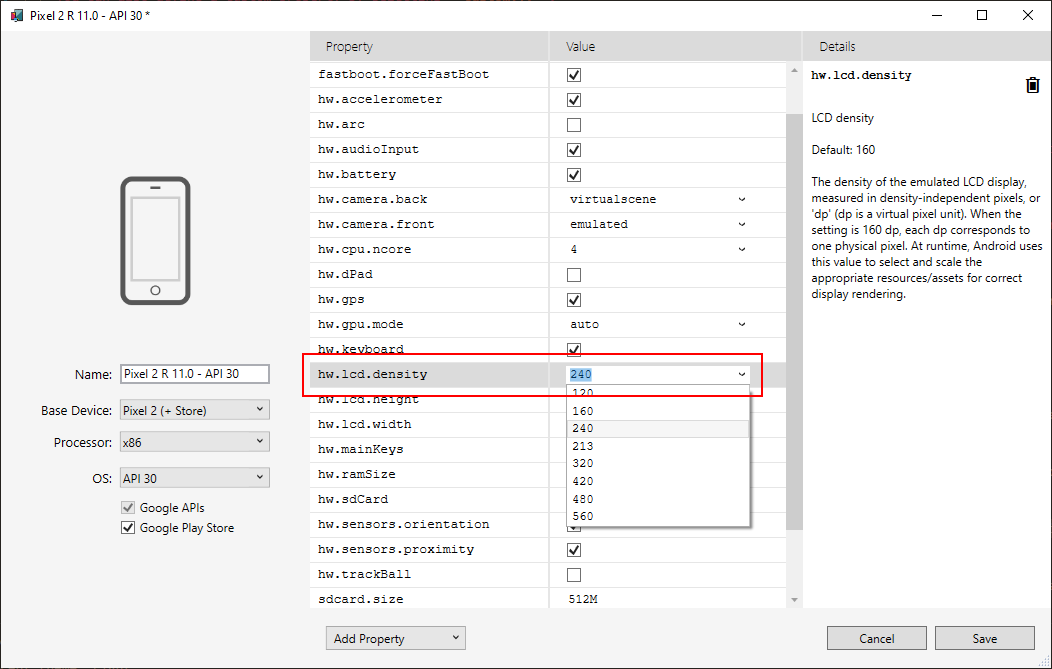 Pixel 2 R 11.0 - API 30 *
Property Value Details
fastboot.forceFastBoot
hw.accelerometer
hw.arc
hw.audioInput
hw.battery
hw.camera.back virtualscene
hw.camera.front emulated
hw.cpu.ncore 4
hw.dPad
hw.gps
hw.gpu.mode auto
hw.keyboard
hw.lcd.density 240
hw.lcd.height
hw.lcd.width
hw.mainKeys
hw.ramSize
hw.sdCard
hw.sensors.orientation
hw.sensors.proximity
hw.trackBall
sdcard.size 512M
120
160
240
213
320
420
480
560
hw.lcd.density
LCD density
Default: 160
The density of the emulated LCD display,
measured in density-independent pixels, or
'dp' (dp is a virtual pixel unit). When the
setting is 160 dp, each dp corresponds to
one physical pixel. At runtime, Android uses
this value to select and scale the
appropriate resources/assets for correct
display rendering.
Name: Pixel 2 R 11.0 - API 30
Base Device: Pixel 2 (+ Store)
Processor: x86
OS: API 30
Google APIs
Google Play Store
Add Property
Cancel
Save